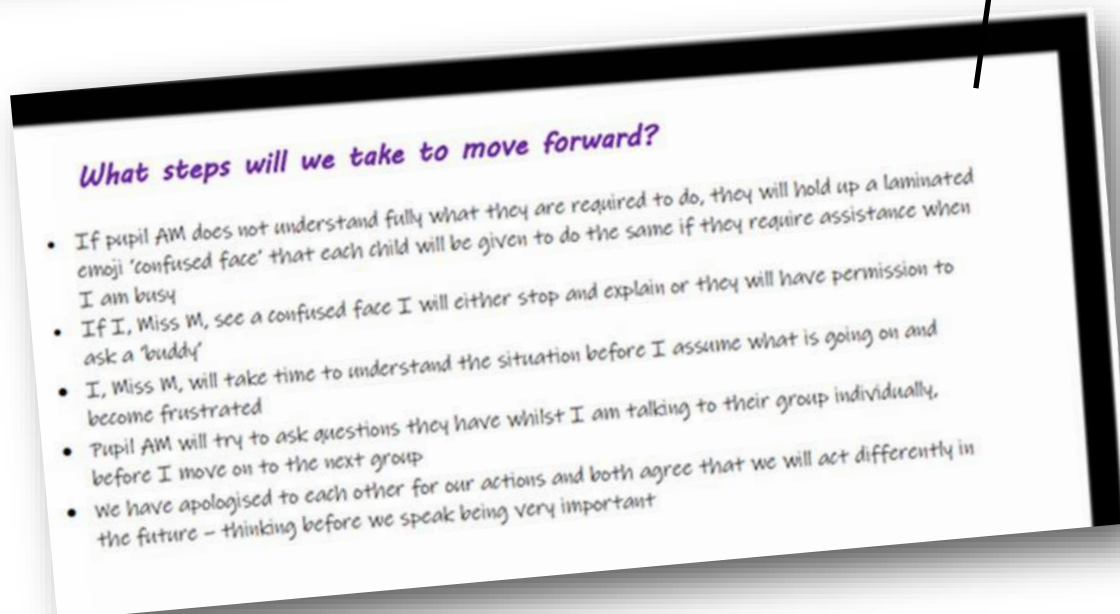 What steps will we take to move forward?
• If pupil AM does not understand fully what they are required to do, they will hold up a laminated
emoji 'confused face' that each child will be given to do the same if they require assistance when
I am busy
• If I, Miss M, see a confused face I will either stop and explain or they will have permission to
ask a 'buddy'
• I, Miss M, will take time to understand the situation before I assume what is going on and
become frustrated
• Pupil AM will try to ask questions they have whilst I am talking to their group individually,
before I move on to the next group
• We have apologised to each other for our actions and both agree that we will act differently in
the future – thinking before we speak being very important